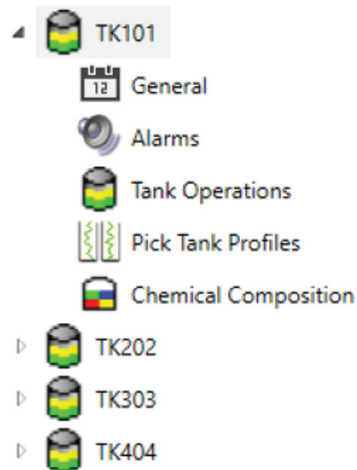 TK101
12
General
Alarms
Tank Operations
Pick Tank Profiles
Chemical Composition
TK202
TK303
TK404